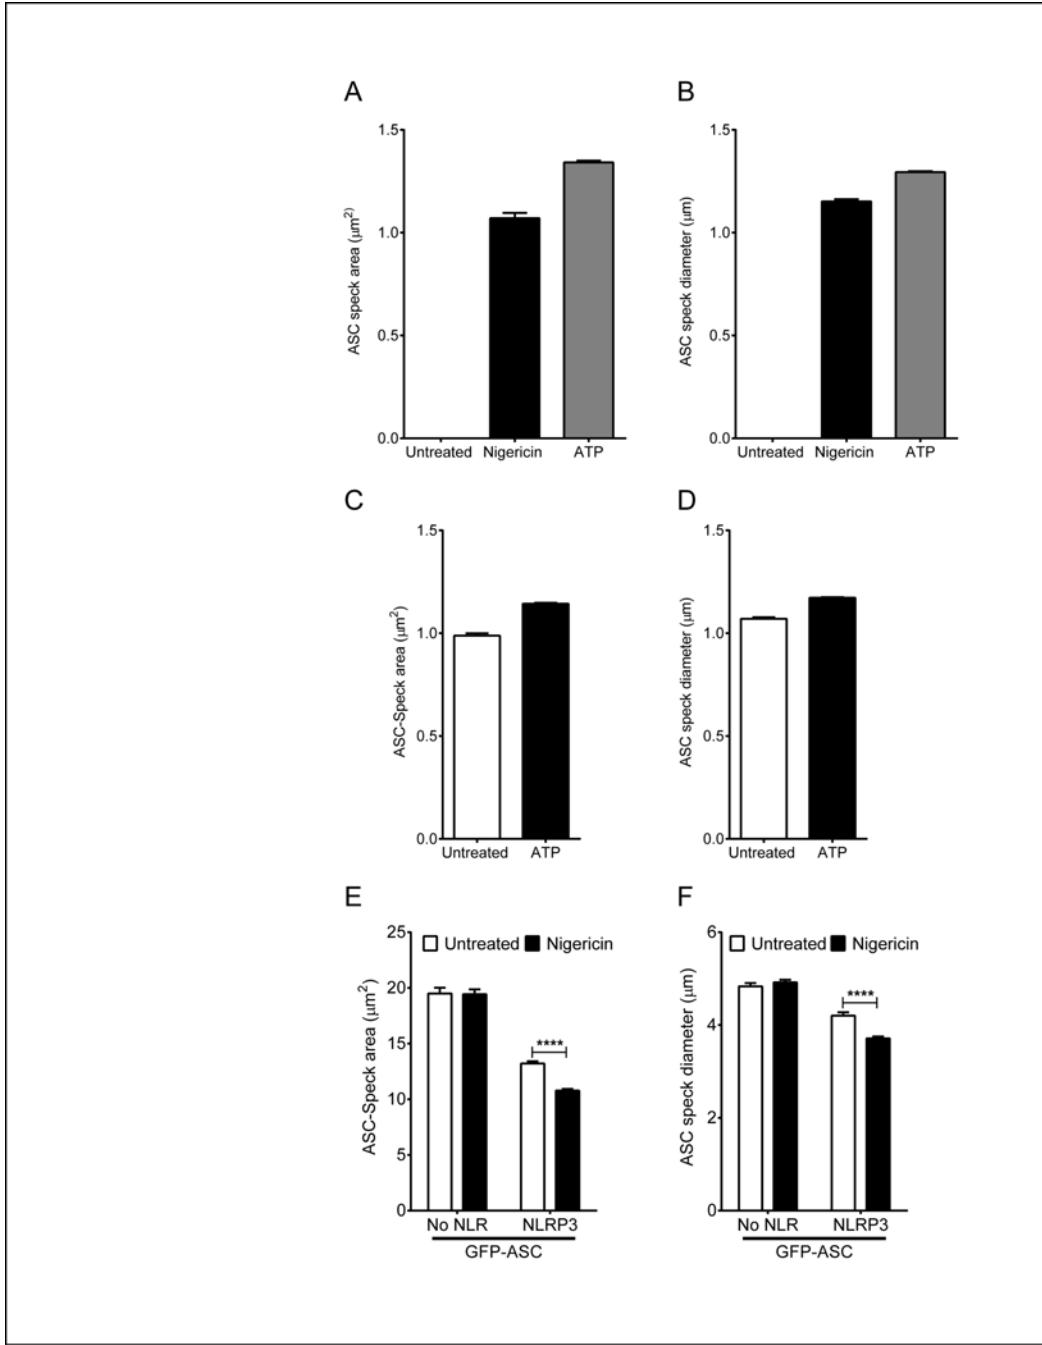 A
ASC speck area (μm²)
1.5
1.0
0.5
0.0
Untreated Nigericin ATP
B
ASC speck diameter (μm)
1.5
1.0
0.5
0.0
Untreated Nigericin ATP
C
ASC-Speck area (μm²)
1.5
1.0
0.5
0.0
Untreated ATP
D
ASC speck diameter (μm)
1.5
1.0
0.5
0.0
Untreated ATP
E
ASC-Speck area (μm²)
25
20
15
10
5
0
Untreated Nigericin
****
No NLR NLRP3
GFP-ASC
F
ASC speck diameter (μm)
6
4
2
0
Untreated Nigericin
****
No NLR NLRP3
GFP-ASC